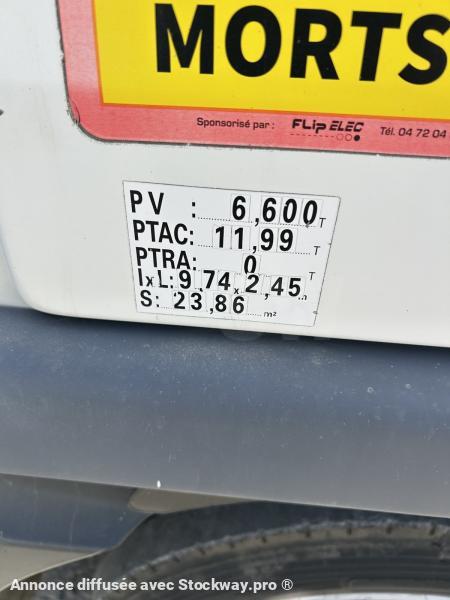 MORTS
Sponsorisé par : FLIP ELEC Tél. 04 72 04
PV : 6,600 T
PTAC: 11,99 T
PTRA: 0 T
IxL: 9,74 x 2,45 m
S: 23,86 m²
Annonce diffusée avec Stockway.pro ®